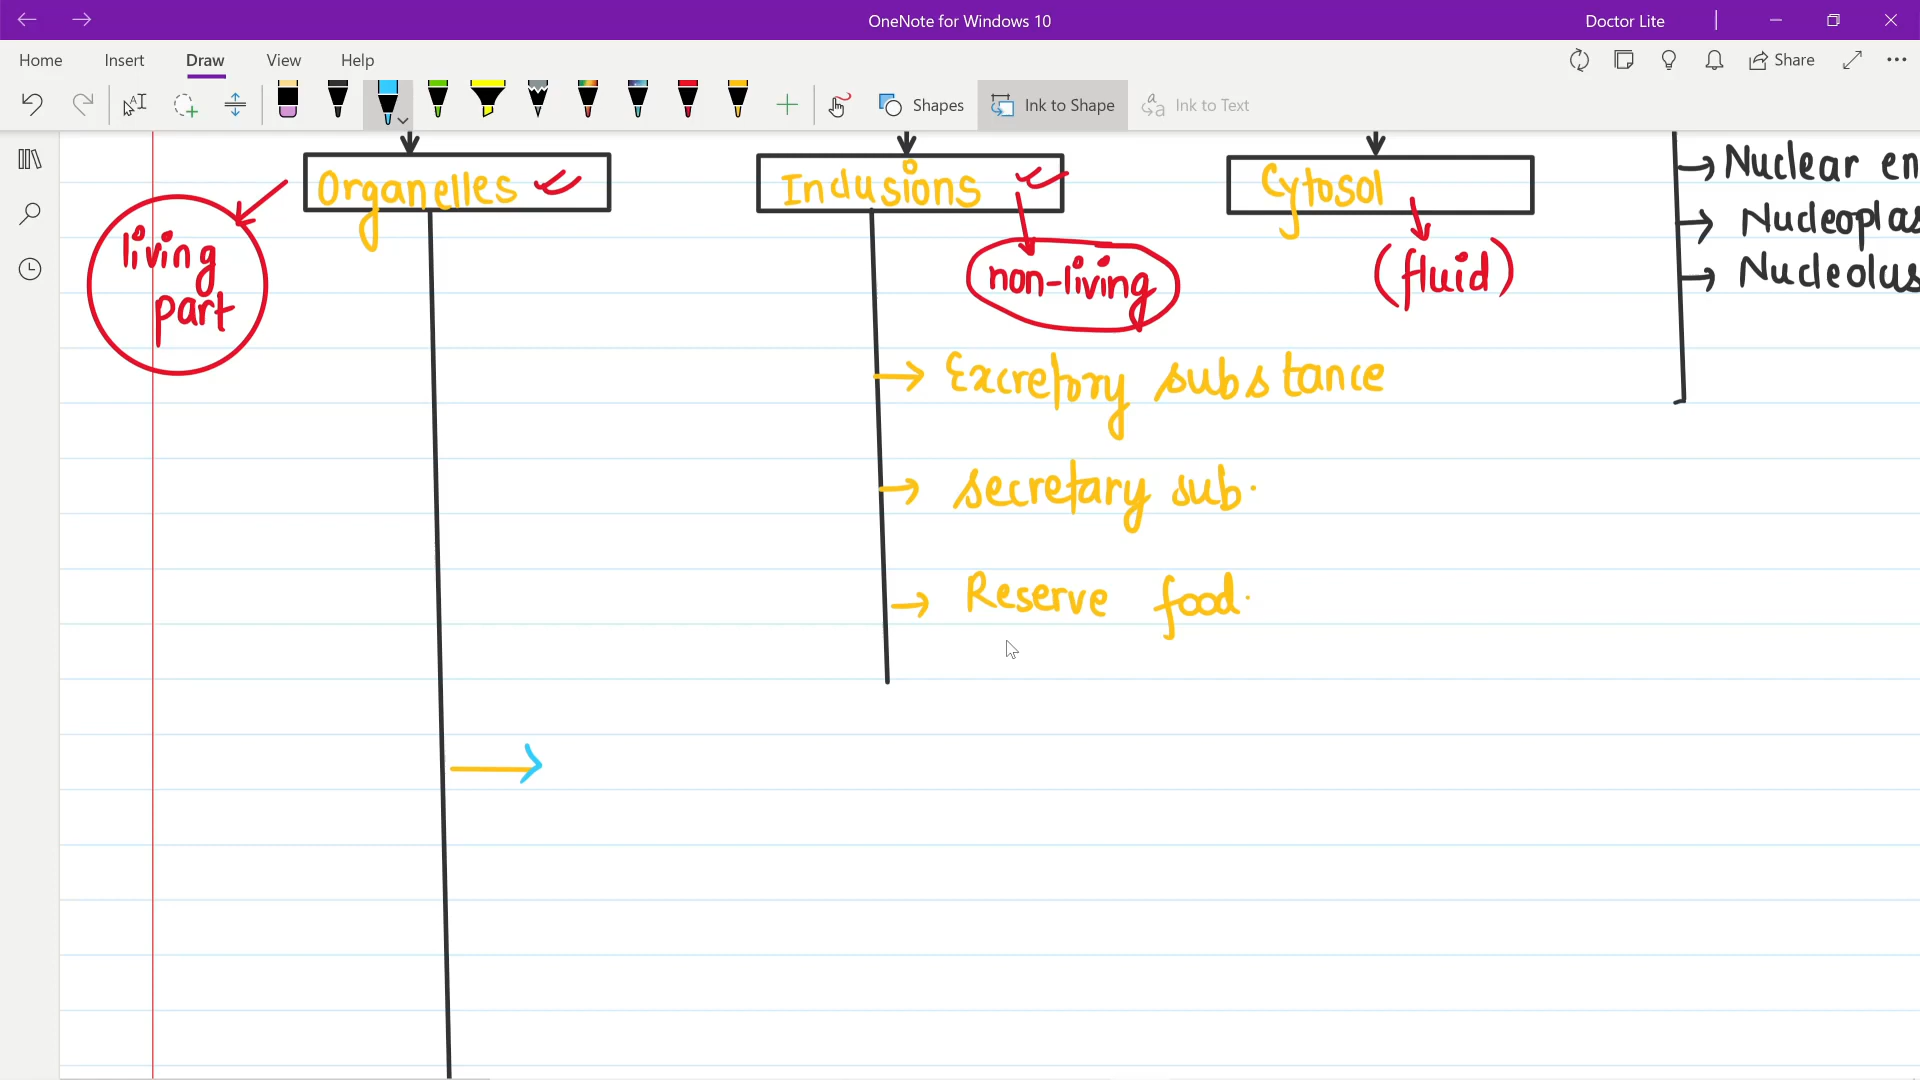 OneNote for Windows 10
Doctor Lite
Home Insert Draw View Help
Share
Shapes
Ink to Shape
Ink to Text
Organelles
living
part
Inclusions
non-living
Excretory substance
secretary sub.
Reserve food.
Cytosol
(fluid)
Nuclear en
Nucleoplas
Nucleolus